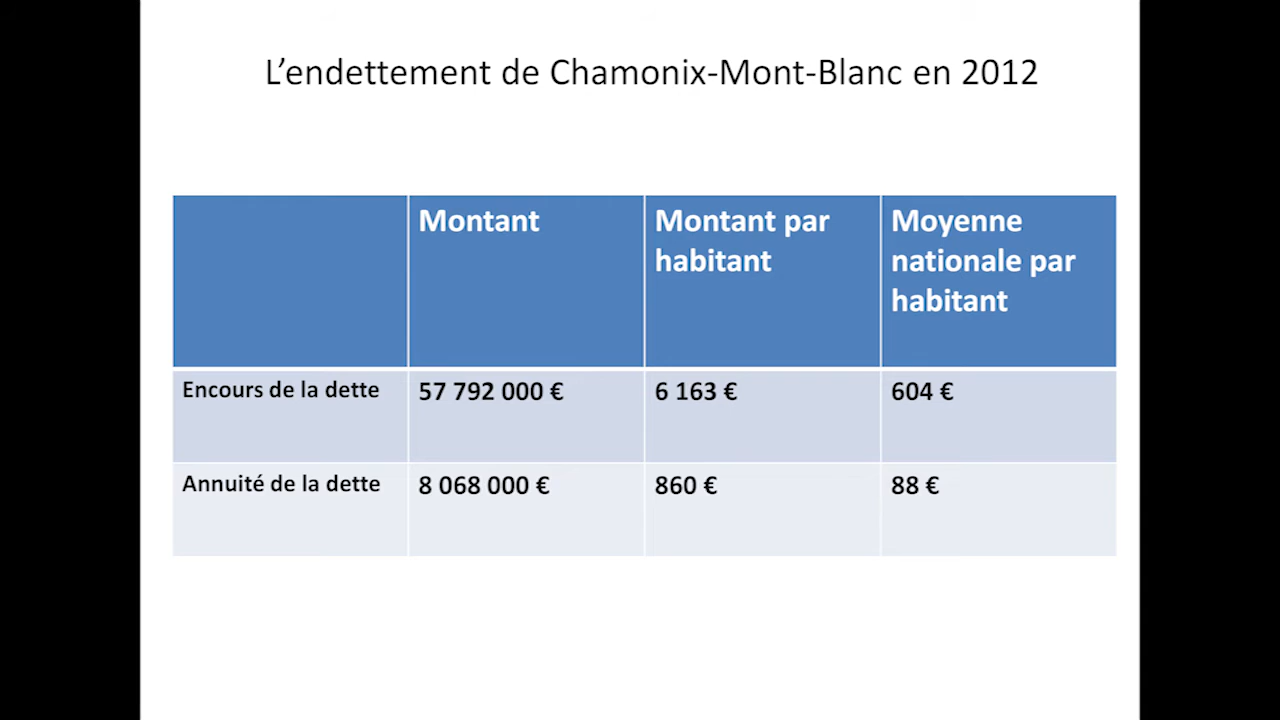 L’endettement de Chamonix-Mont-Blanc en 2012
Montant
Montant par
habitant
Moyenne
nationale par
habitant
Encours de la dette
57 792 000 €
6 163 €
604 €
Annuité de la dette
8 068 000 €
860 €
88 €